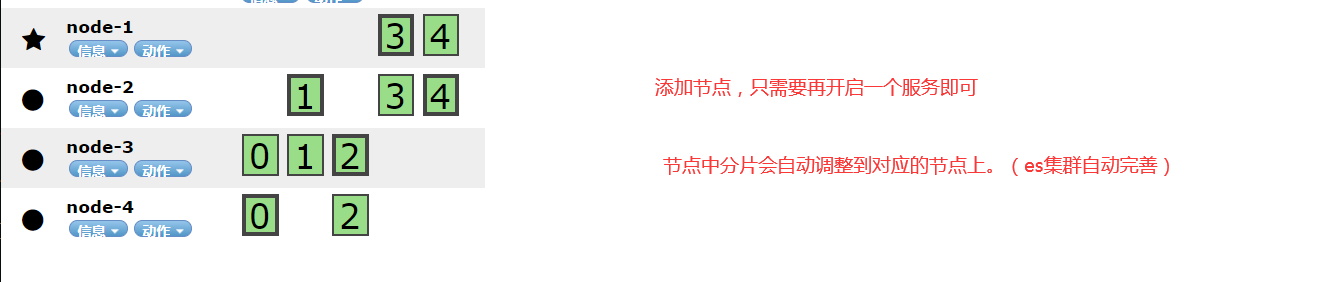 node-1
信息 动作
3 4
node-2
信息 动作
1 3 4
添加节点，只需要再开启一个服务即可
node-3
信息 动作
0 1 2
节点中分片会自动调整到对应的节点上。（es集群自动完善）
node-4
信息 动作
0 2